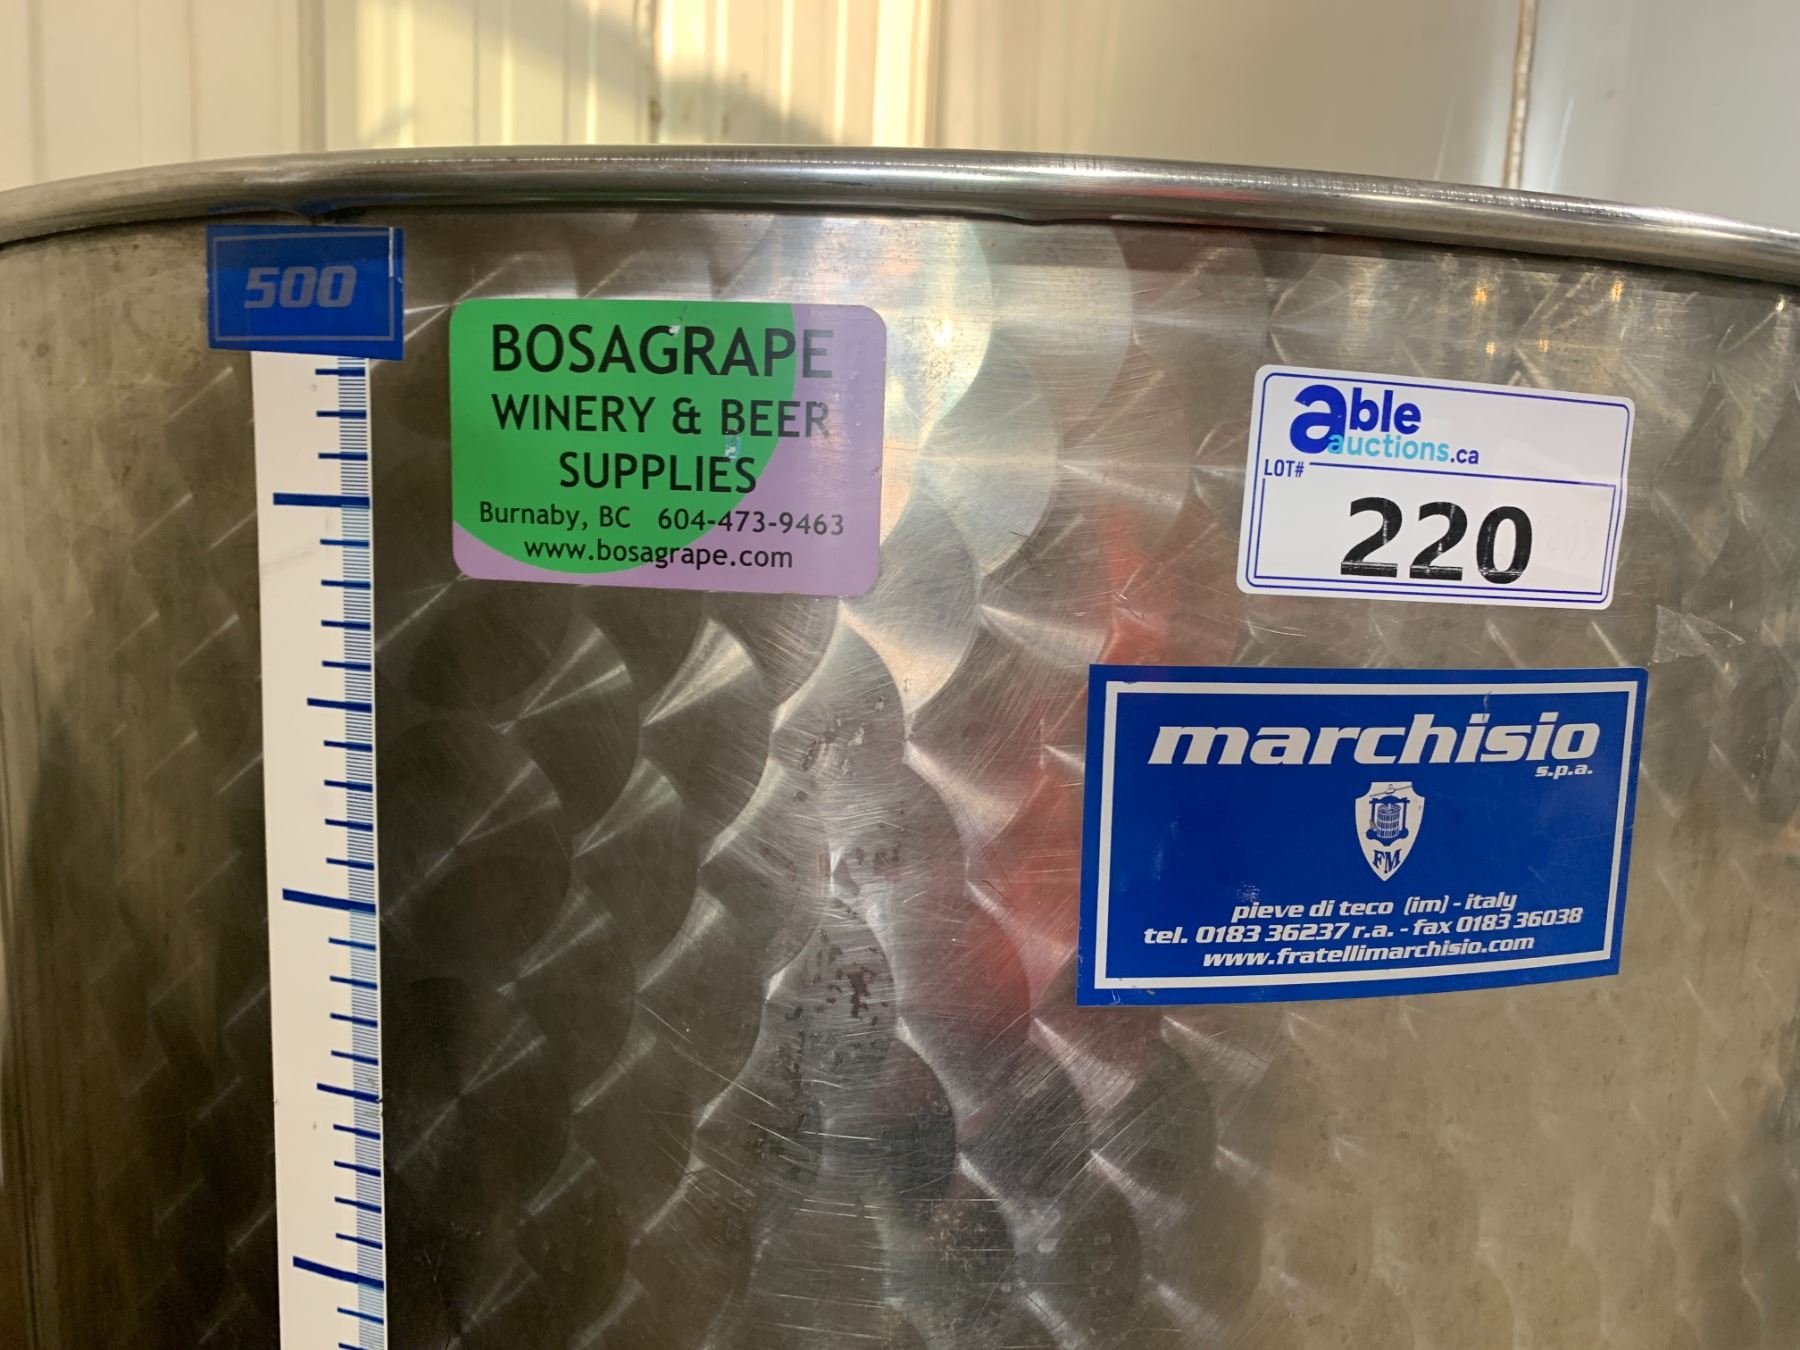 500
BOSAGRAPE
WINERY & BEER
SUPPLIES
Burnaby, BC 604-473-9463
www.bosagrape.com
able
auctions.ca
LOT#
220
marchisio
s.p.a.
FM
pieve di teco (im) - italy
tel. 0183 36237 r.a. - fax 0183 36038
www.fratellimarchisio.com